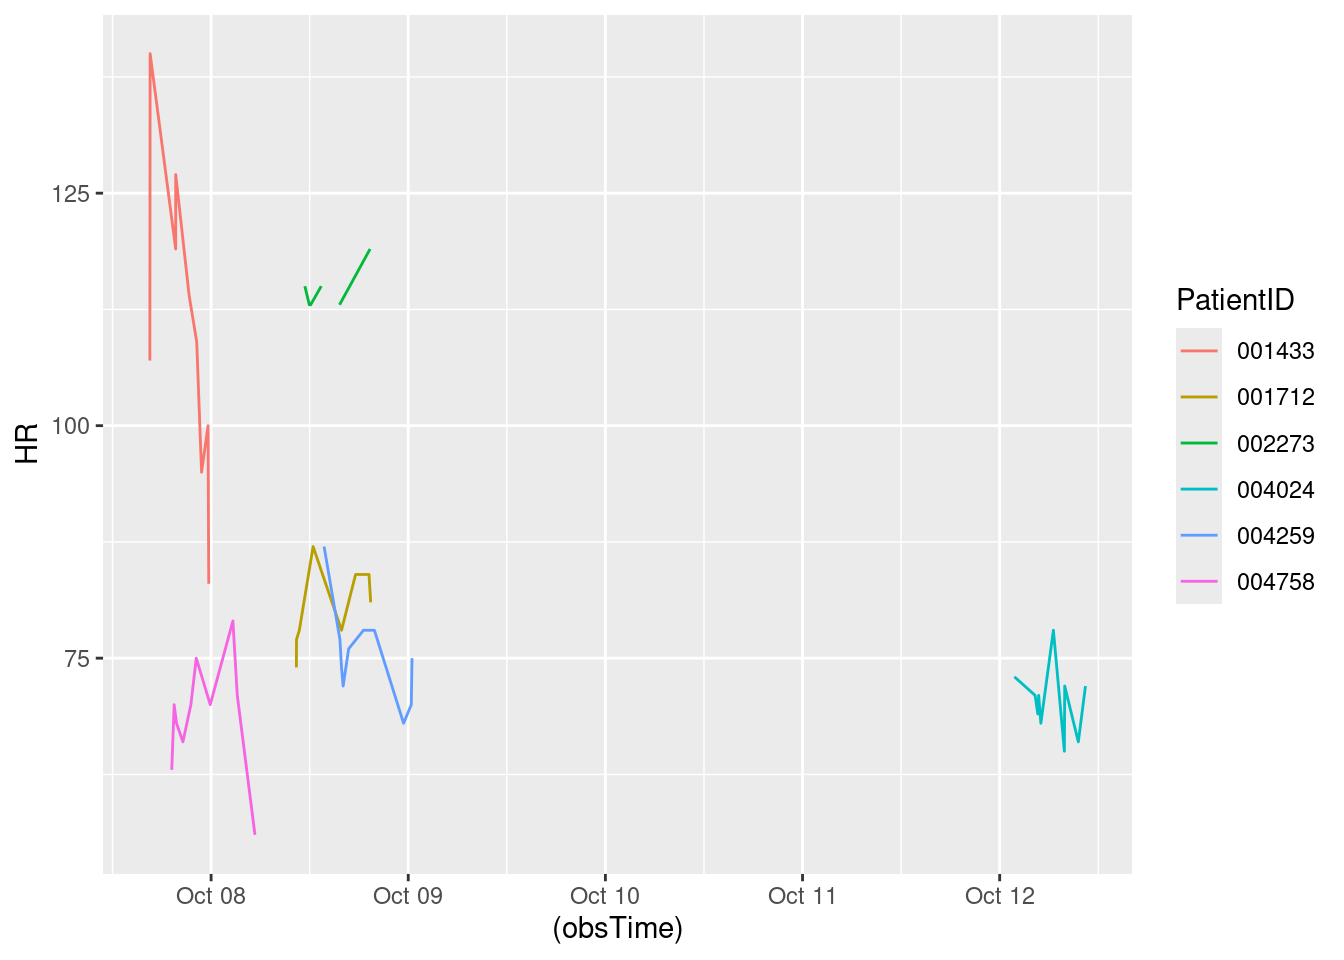 125
100
75
HR
Oct 08
Oct 09
Oct 10
Oct 11
Oct 12
(obsTime)
PatientID
001433
001712
002273
004024
004259
004758